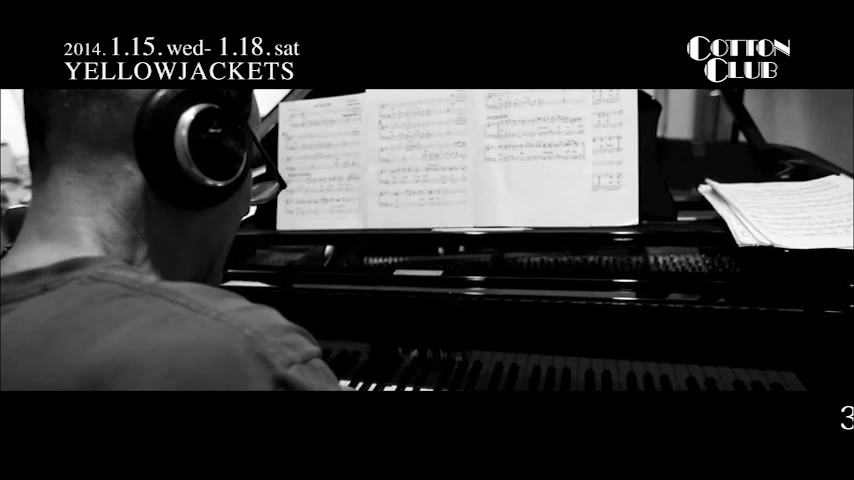 2014. 1.15. wed- 1.18. sat
YELLOWJACKETS
COTTON
CLUB
3